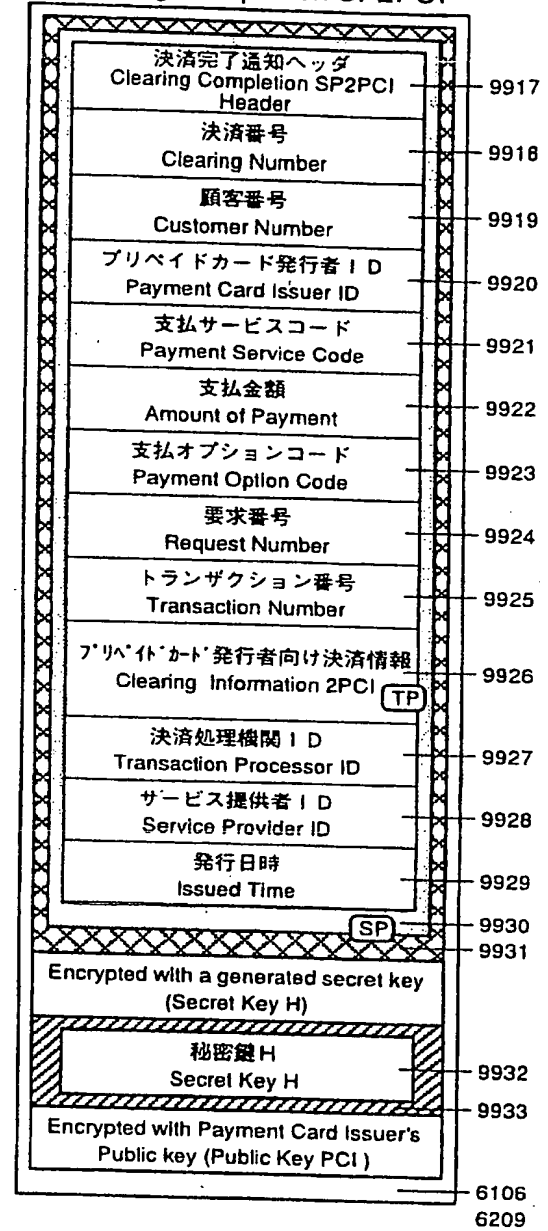 決済完了通知ヘッダ
Clearing Completion SP2PCI
Header
9917
決済番号
Clearing Number
9918
顧客番号
Customer Number
9919
プリペイドカード発行者ID
Payment Card Issuer ID
9920
支払サービスコード
Payment Service Code
9921
支払金額
Amount of Payment
9922
支払オプションコード
Payment Option Code
9923
要求番号
Request Number
9924
トランザクション番号
Transaction Number
9925
プリペイドカード発行者向け決済情報
Clearing Information 2PCI
TP
9926
決済処理機関ID
Transaction Processor ID
9927
サービス提供者ID
Service Provider ID
9928
発行日時
Issued Time
9929
SP
9930
9931
Encrypted with a generated secret key
(Secret Key H)
秘密鍵H
Secret Key H
9932
9933
Encrypted with Payment Card Issuer's
Public key (Public Key PCI )
6106
6209